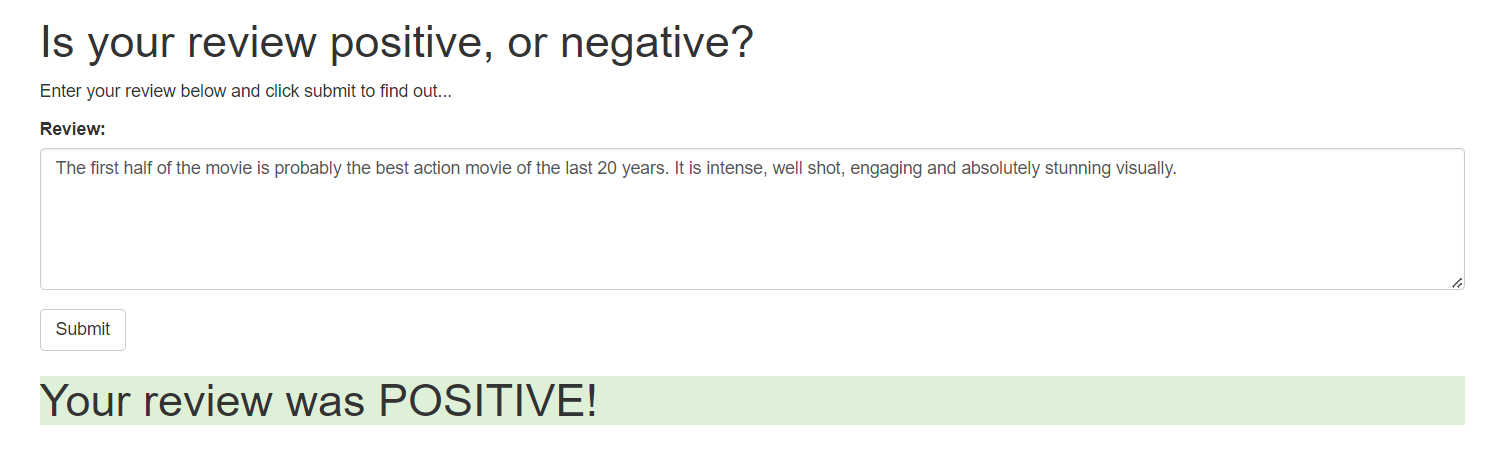 Is your review positive, or negative?
Enter your review below and click submit to find out...
Review:
The first half of the movie is probably the best action movie of the last 20 years. It is intense, well shot, engaging and absolutely stunning visually.
Submit
Your review was POSITIVE!